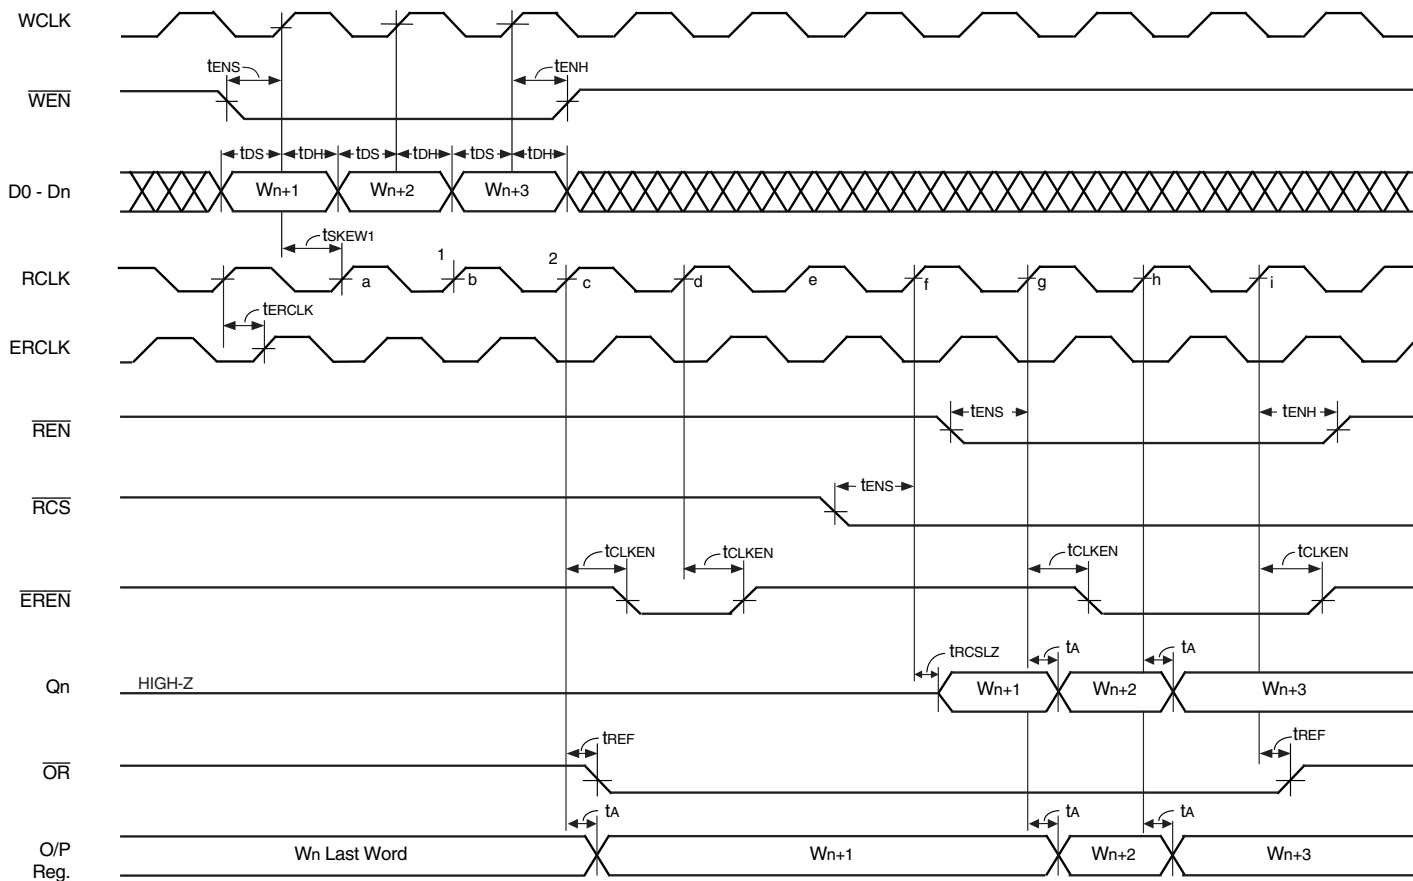 WCLK
tENS
tENH
WEN
tDS tDH tDS tDH tDS tDH
D0 - Dn Wn+1 Wn+2 Wn+3
tSKEW1
1 2
RCLK a b c d e f g h i
tERCLK
ERCLK
REN tENS tENH
RCS tENS
tCLKEN tCLKEN tCLKEN tCLKEN
EREN
tRCSLZ tA tA
Qn HIGH-Z Wn+1 Wn+2 Wn+3
tREF tREF
OR
tA tA tA
O/P Reg. Wn Last Word Wn+1 Wn+2 Wn+3